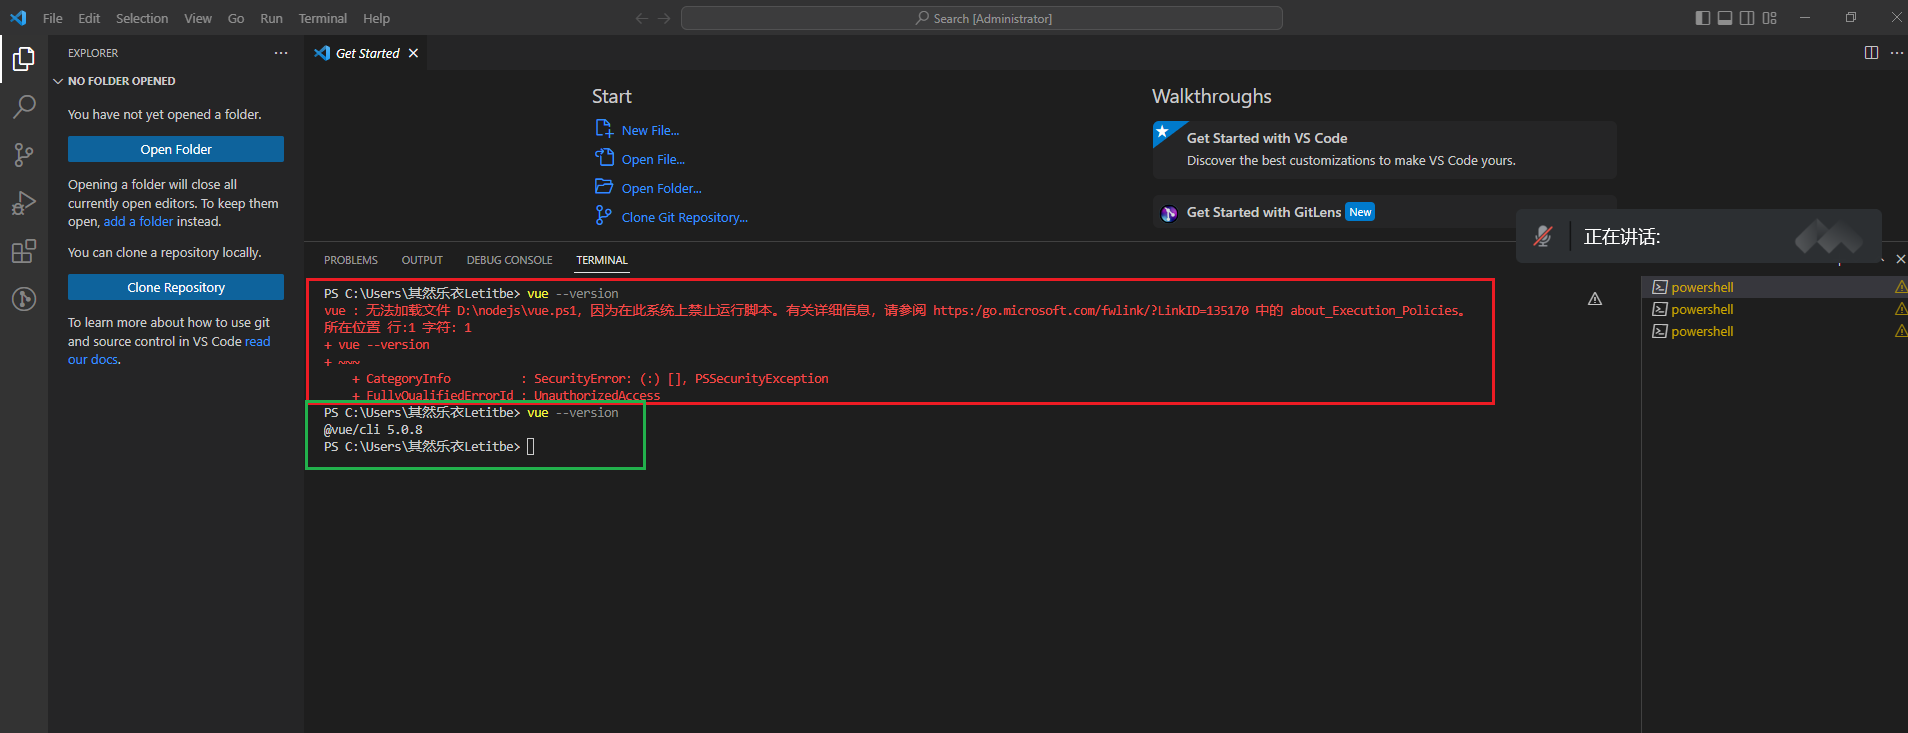 File Edit Selection View Go Run Terminal Help
Search [Administrator]
EXPLORER
Get Started
NO FOLDER OPENED
You have not yet opened a folder.
Open Folder
Opening a folder will close all
currently open editors. To keep them
open, add a folder instead.
You can clone a repository locally.
Clone Repository
To learn more about how to use git
and source control in VS Code read
our docs.
Start
New File...
Open File...
Open Folder...
Clone Git Repository...
Walkthroughs
Get Started with VS Code
Discover the best customizations to make VS Code yours.
Get Started with GitLens New
正在讲话:
PROBLEMS OUTPUT DEBUG CONSOLE TERMINAL
PS C:\Users\其然乐衣Letitbe> vue --version
vue : 无法加载文件 D:\nodejs\vue.ps1，因为在此系统上禁止运行脚本。有关详细信息，请参阅 https:/go.microsoft.com/fwlink/?LinkID=135170 中的 about_Execution_Policies。
所在位置 行:1 字符: 1
+ vue --version
+ ~~~
+ CategoryInfo : SecurityError: (:) [], PSSecurityException
+ FullyQualifiedErrorId : UnauthorizedAccess
PS C:\Users\其然乐衣Letitbe> vue --version
@vue/cli 5.0.8
PS C:\Users\其然乐衣Letitbe>
powershell
powershell
powershell